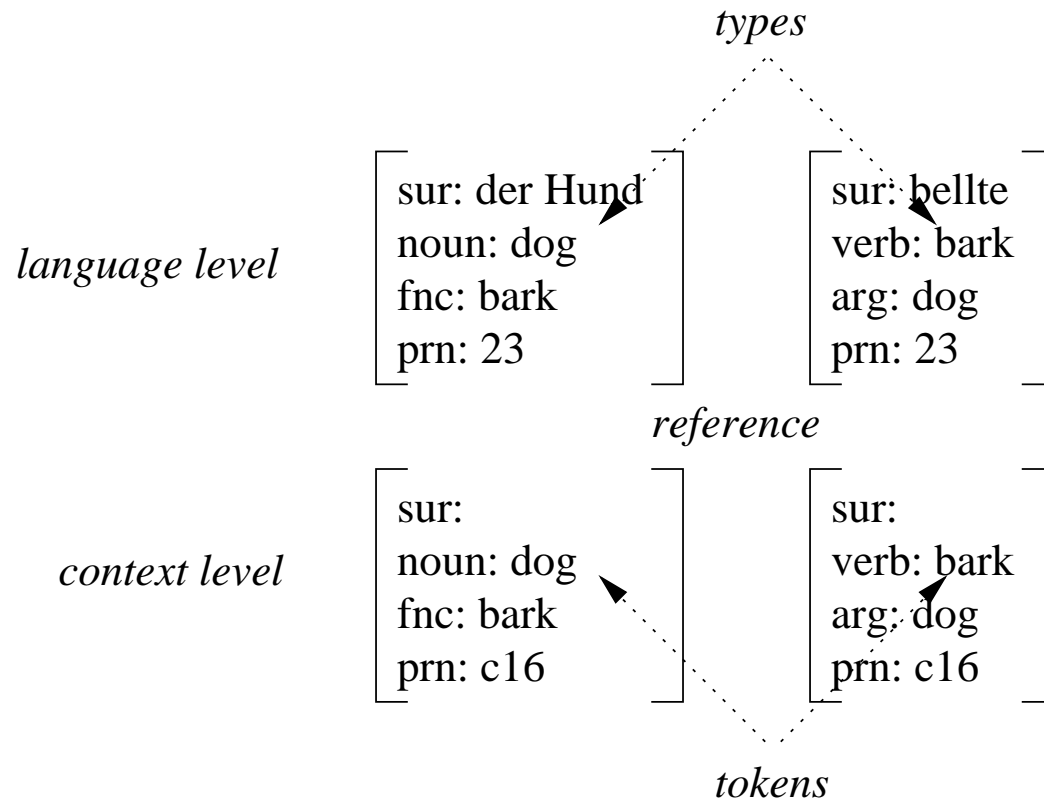 types
sur: der Hund
noun: dog
fnc: bark
prn: 23
sur: bellte
verb: bark
arg: dog
prn: 23
language level
reference
sur:
noun: dog
fnc: bark
prn: c16
sur:
verb: bark
arg: dog
prn: c16
context level
tokens